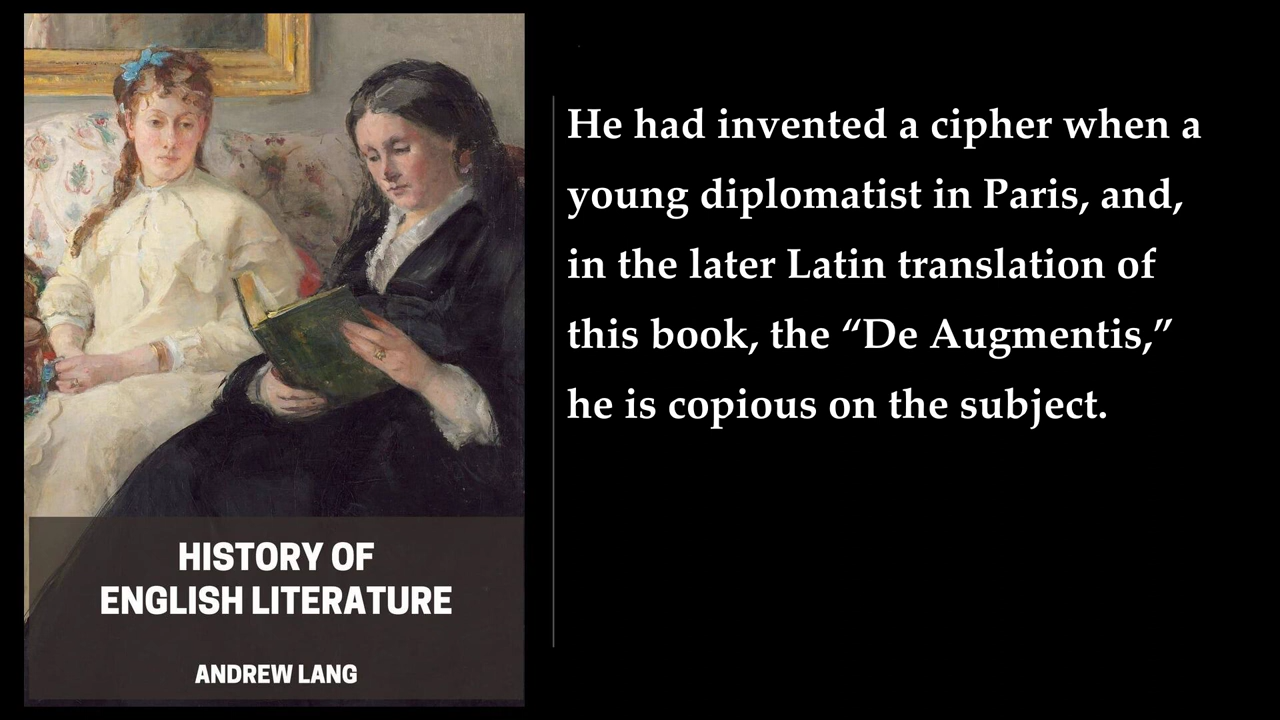 HISTORY OF
ENGLISH LITERATURE
ANDREW LANG
He had invented a cipher when a
young diplomatist in Paris, and,
in the later Latin translation of
this book, the “De Augmentis,”
he is copious on the subject.